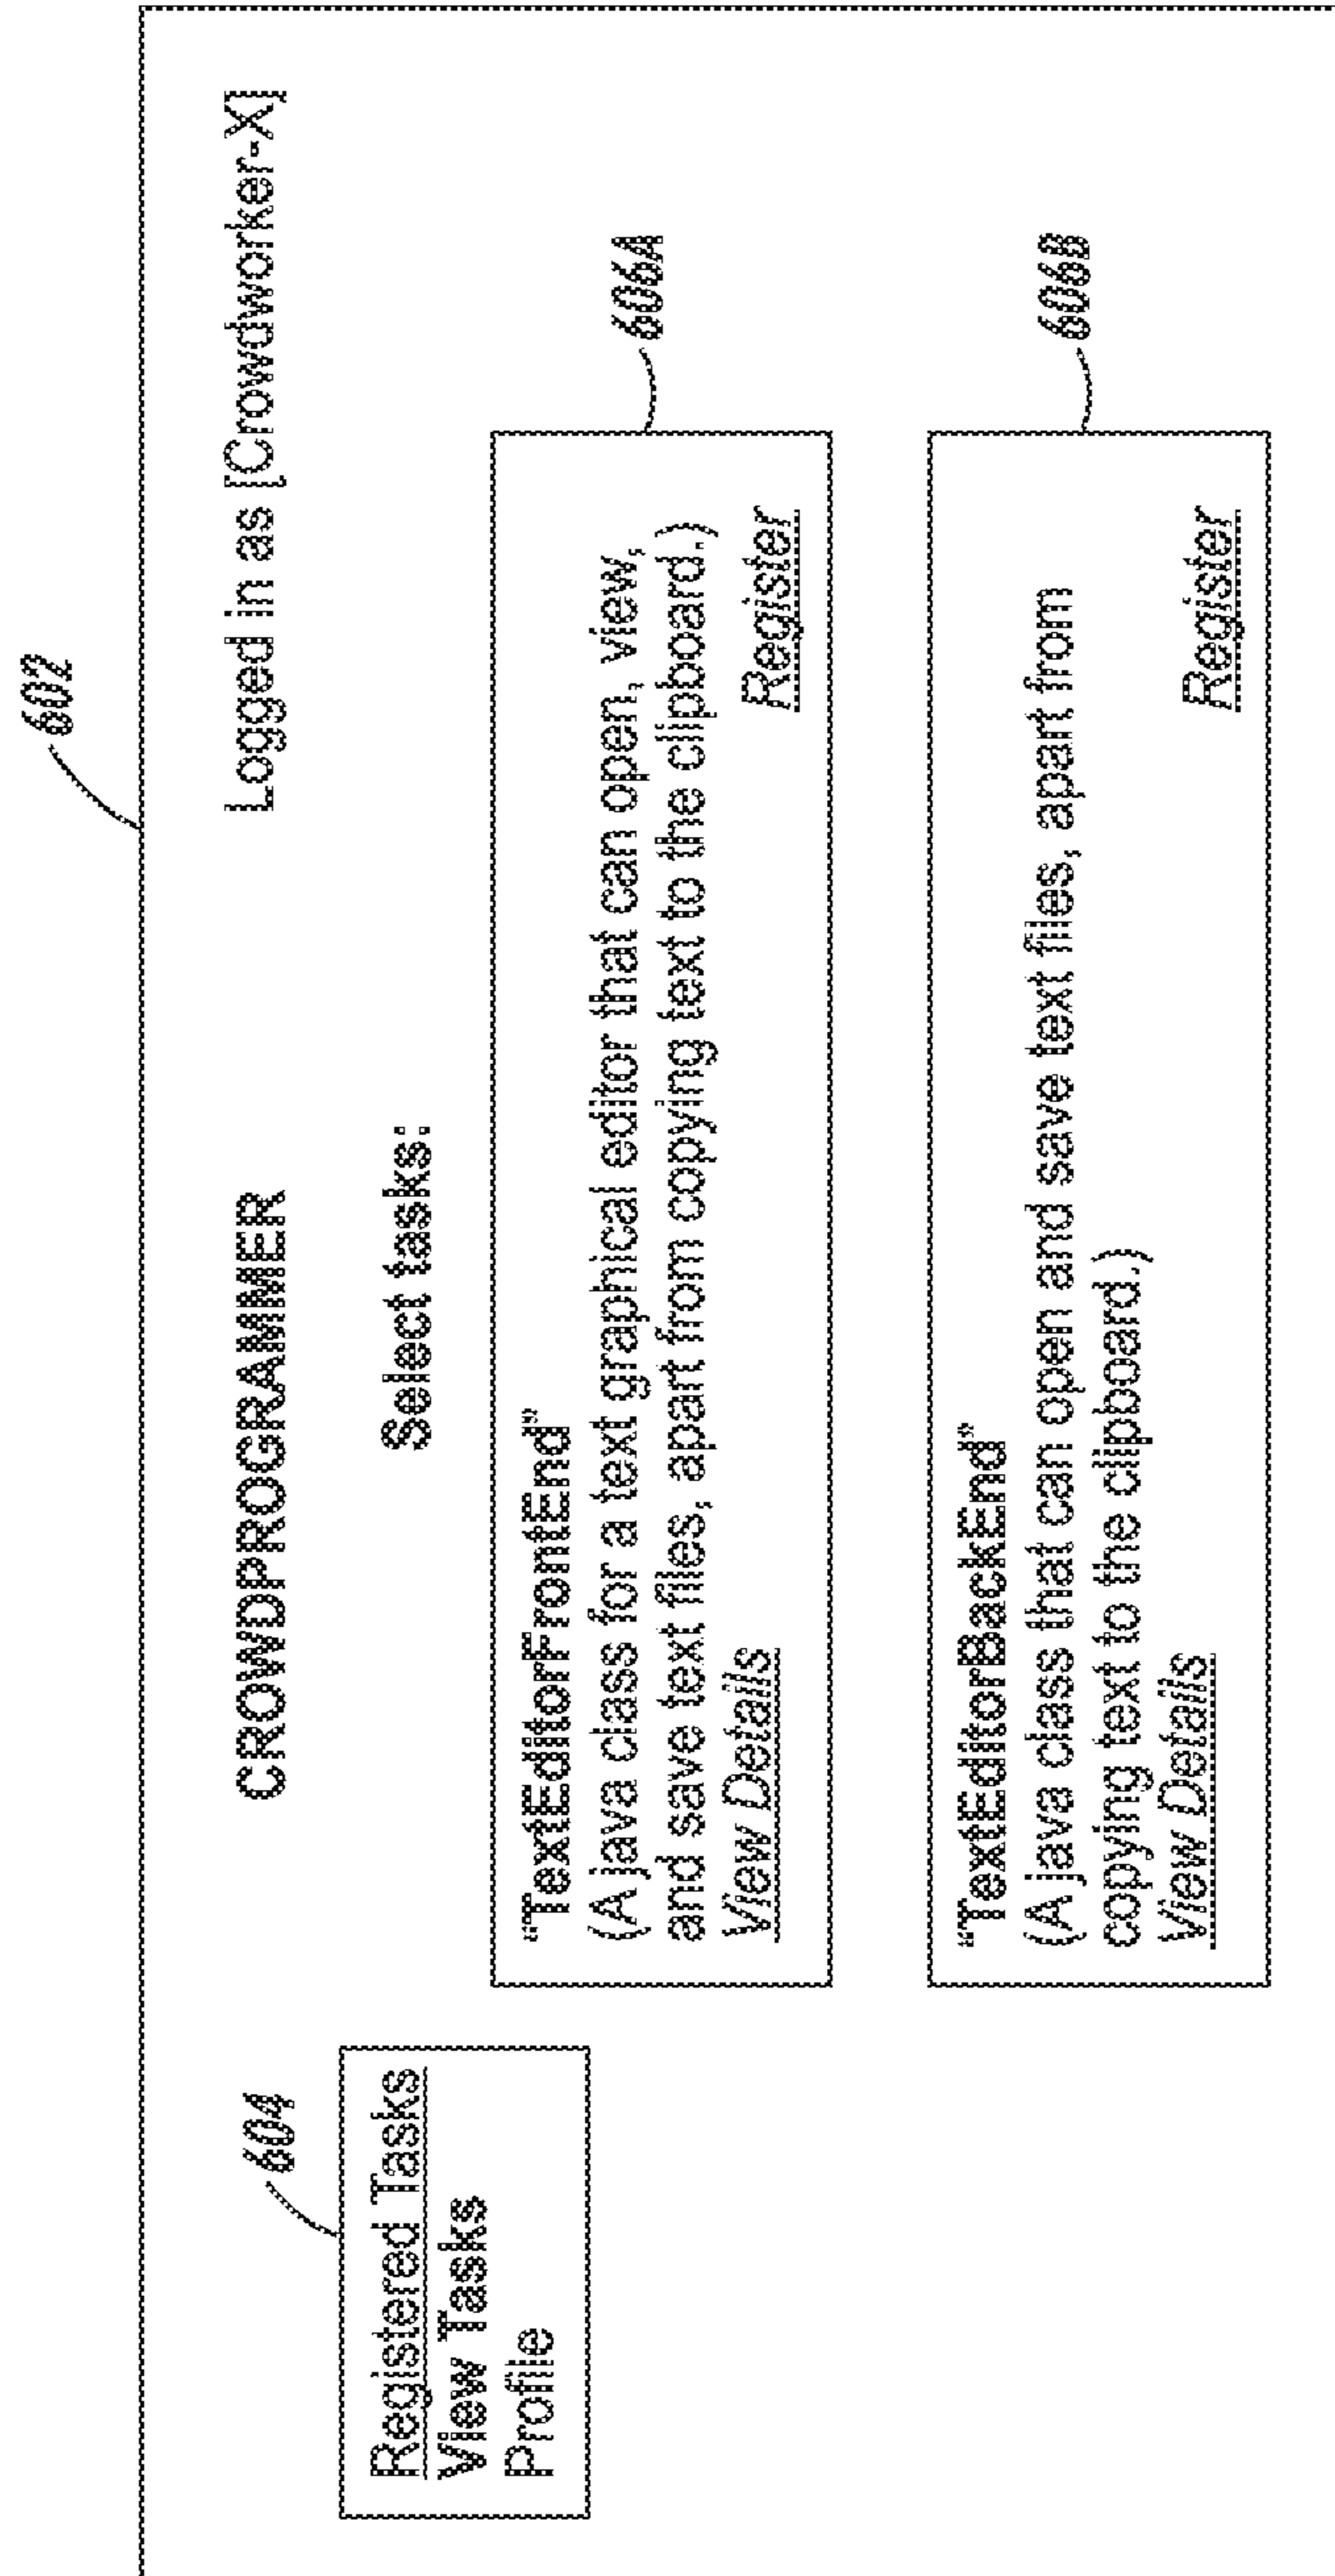 602
CROWDPROGRAMMER
Logged in as [Crowdworker-X]
604
Registered Tasks
View Tasks
Profile
Select tasks:
606A
“TextEditorFrontEnd”
(A java class for a text graphical editor that can open, view,
and save text files, apart from copying text to the clipboard.)
View Details
Register
606B
“TextEditorBackEnd”
(A java class that can open and save text files, apart from
copying text to the clipboard.)
View Details
Register